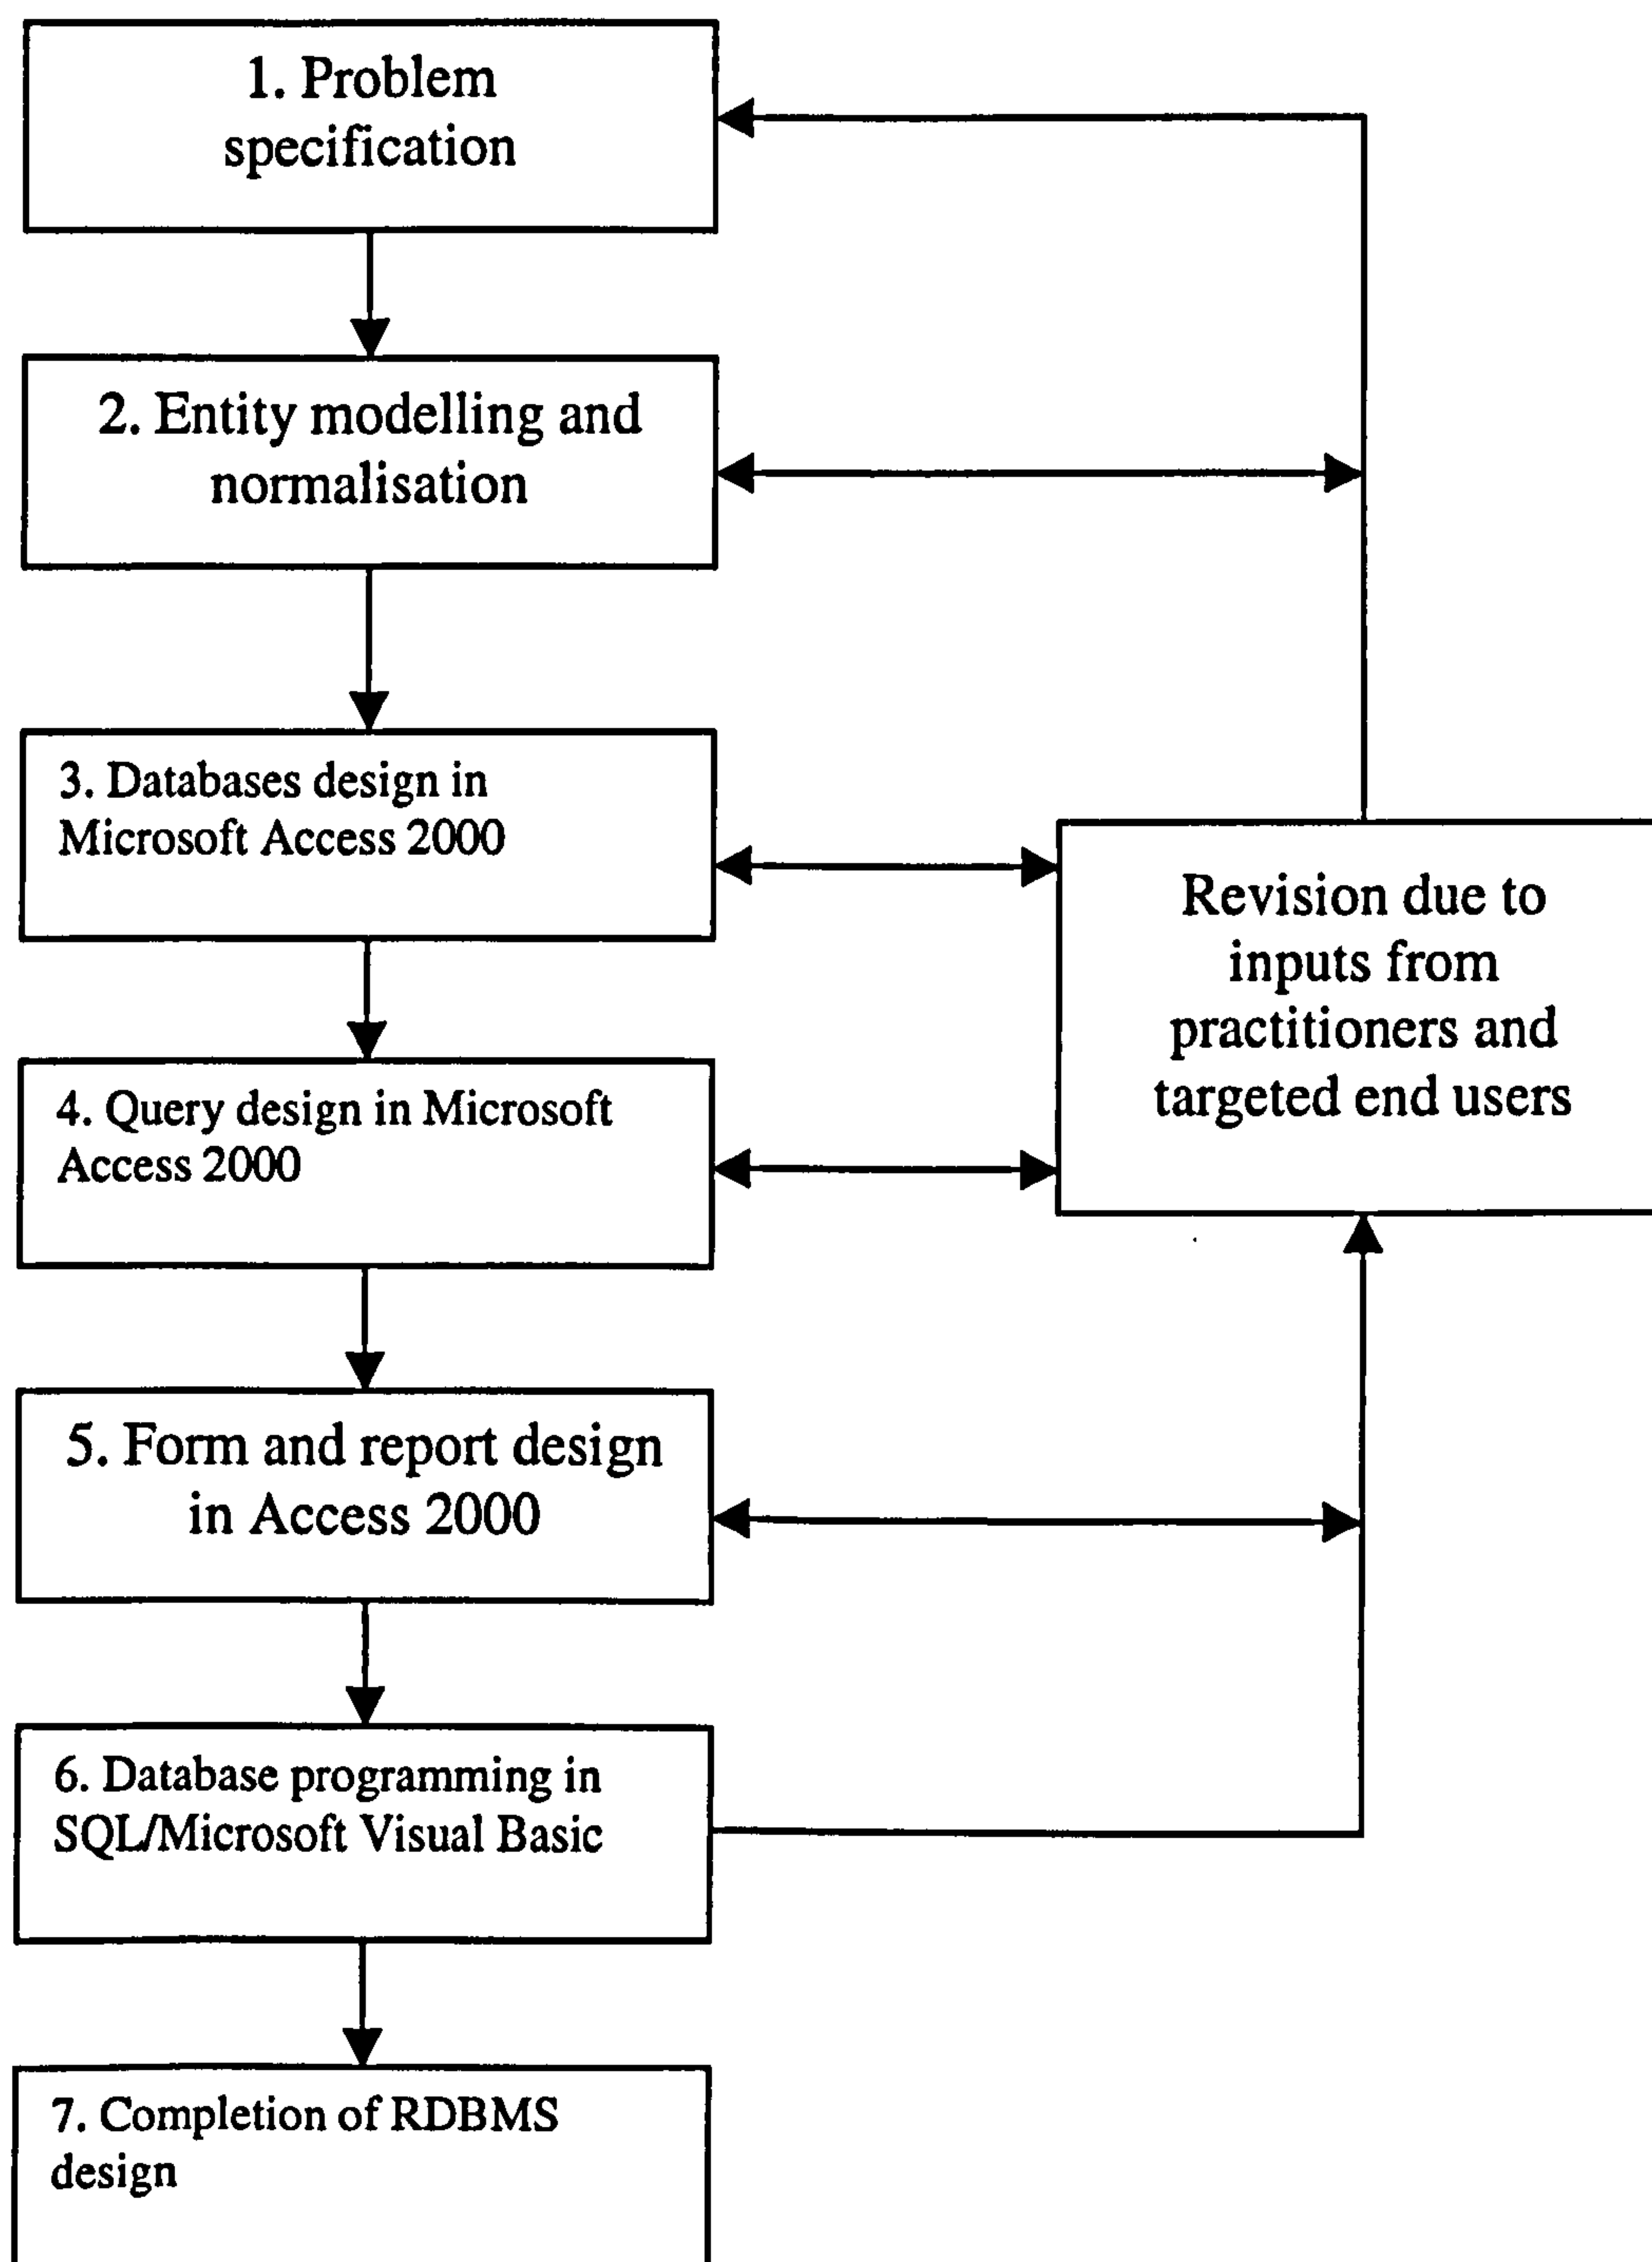 1. Problem
specification
2. Entity modelling and
normalisation
3. Databases design in
Microsoft Access 2000
Revision due to
inputs from
practitioners and
targeted end users
4. Query design in Microsoft
Access 2000
5. Form and report design
in Access 2000
6. Database programming in
SQL/Microsoft Visual Basic
7. Completion of RDBMS
design